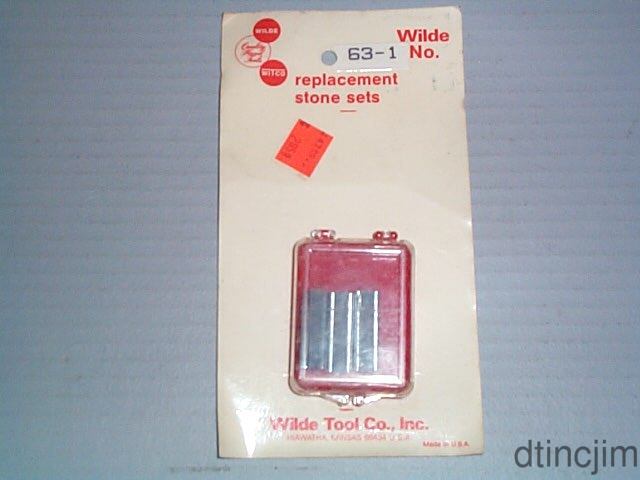 WILDE
Wilde
63-1 No.
WITCO
replacement
stone sets
Wilde Tool Co., Inc.
HIAWATHA, KANSAS 66434 U.S.A.
Made in U.S.A.
dtincjim